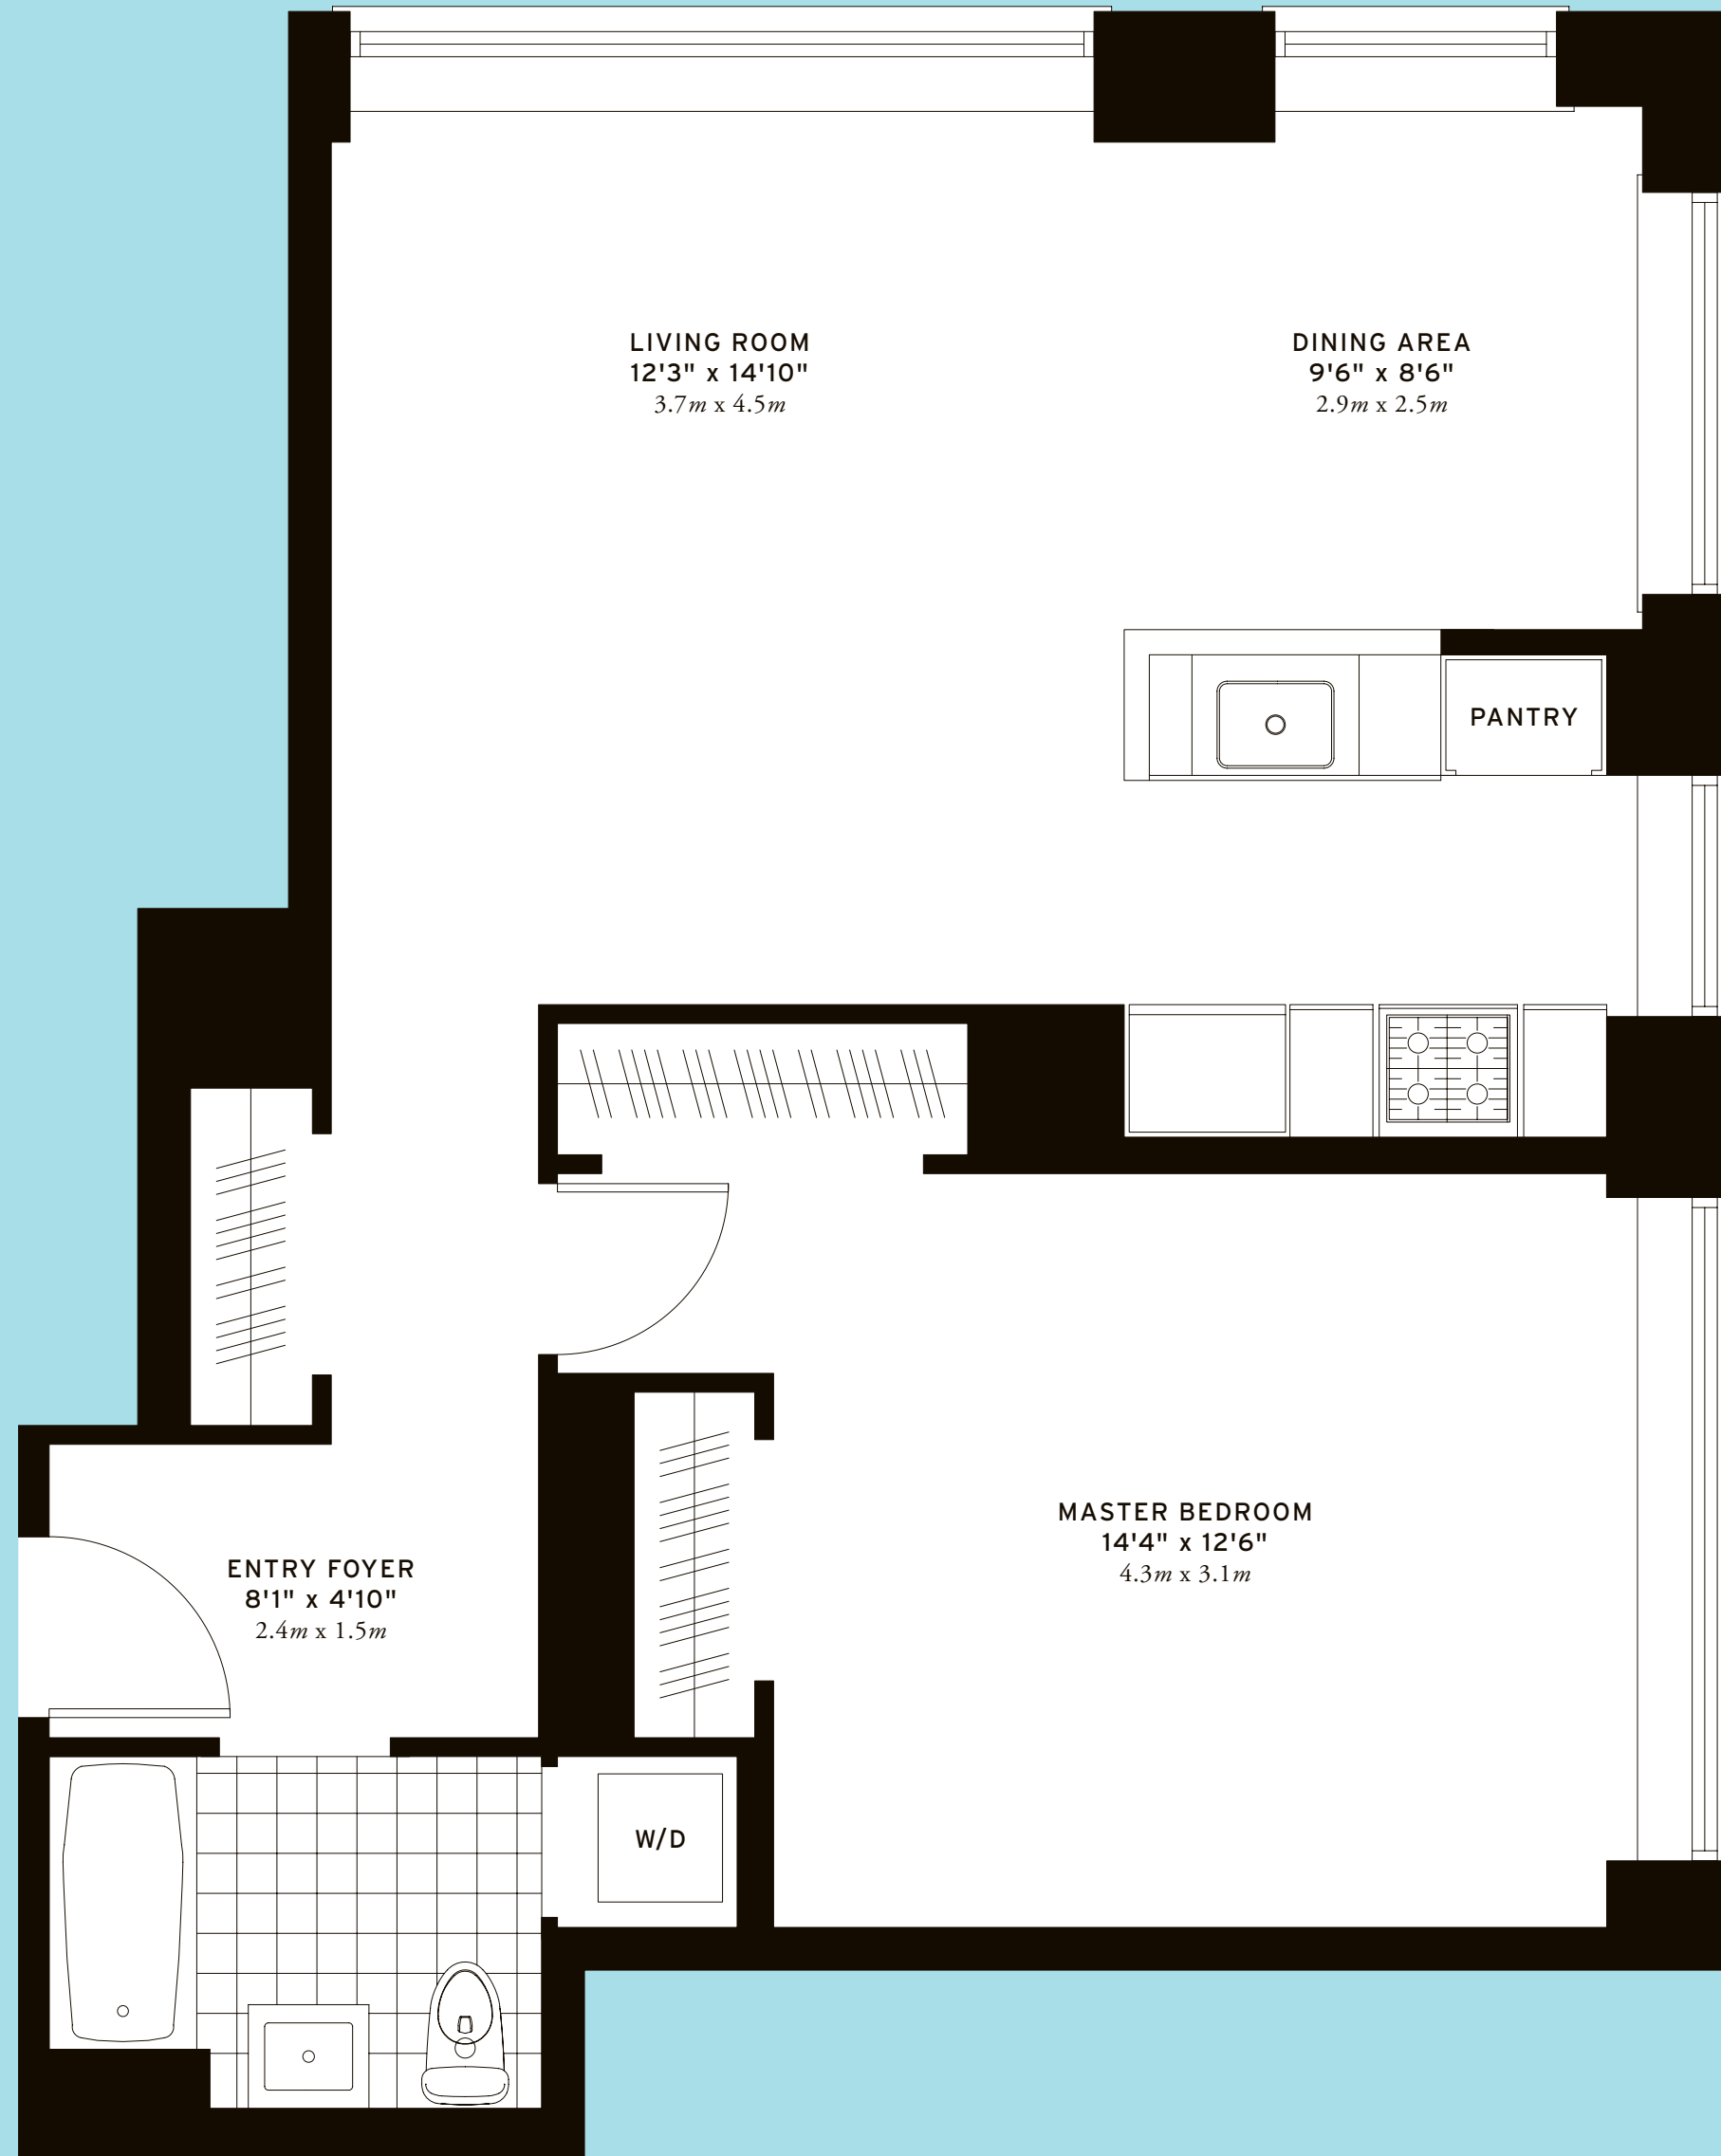 LIVING ROOM
12'3" x 14'10"
3.7m x 4.5m
DINING AREA
9'6" x 8'6"
2.9m x 2.5m
PANTRY
MASTER BEDROOM
14'4" x 12'6"
4.3m x 3.1m
ENTRY FOYER
8'1" x 4'10"
2.4m x 1.5m
W/D